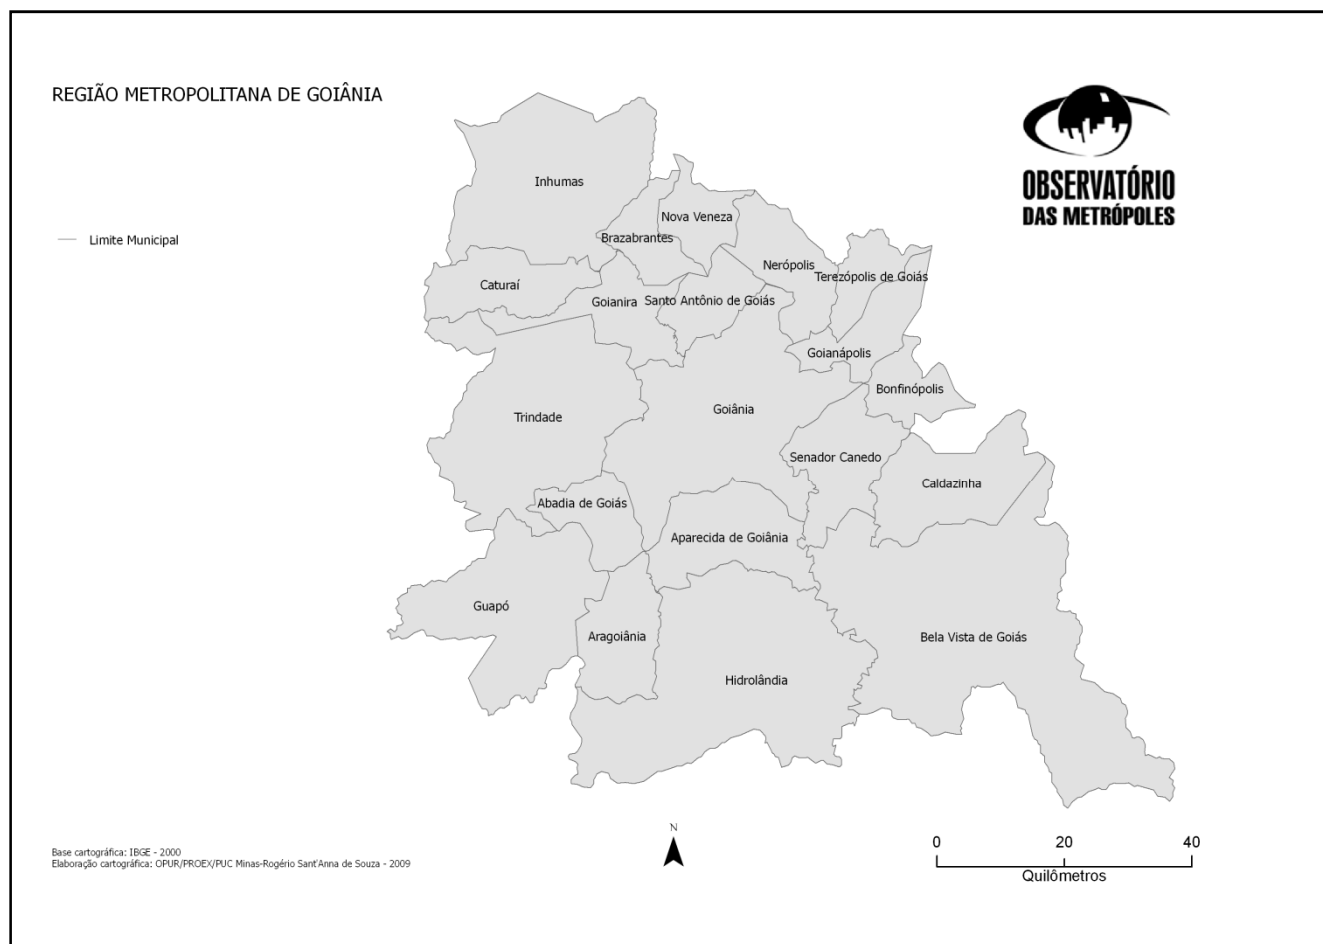 REGIÃO METROPOLITANA DE GOIÂNIA
OBSERVATÓRIO
DAS METRÓPOLES
Limite Municipal
Inhumas
Nova Veneza
Brazabrantes
Nerópolis
Terezópolis de Goiás
Caturaí
Goianira
Santo Antônio de Goiás
Goianápolis
Bonfinópolis
Goiânia
Trindade
Senador Canedo
Caldazinha
Abadia de Goiás
Aparecida de Goiânia
Guapó
Aragoiânia
Bela Vista de Goiás
Hidrolândia
N
0 20 40
Quilômetros
Base cartográfica: IBGE - 2000
Elaboração cartográfica: OPUR/PROEX/PUC Minas-Rogério Sant'Anna de Souza - 2009